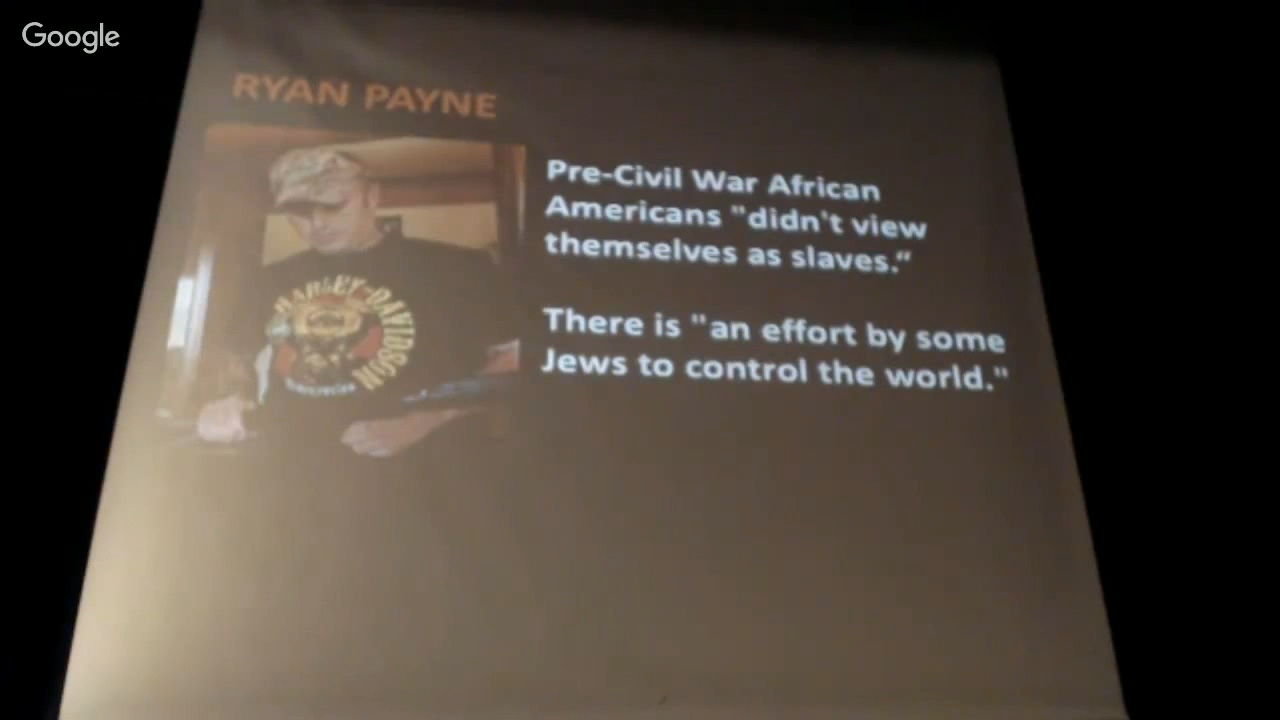 Google
RYAN PAYNE
Pre-Civil War African
Americans "didn't view
themselves as slaves.”
There is "an effort by some
Jews to control the world."
HARLEY-DAVIDSON